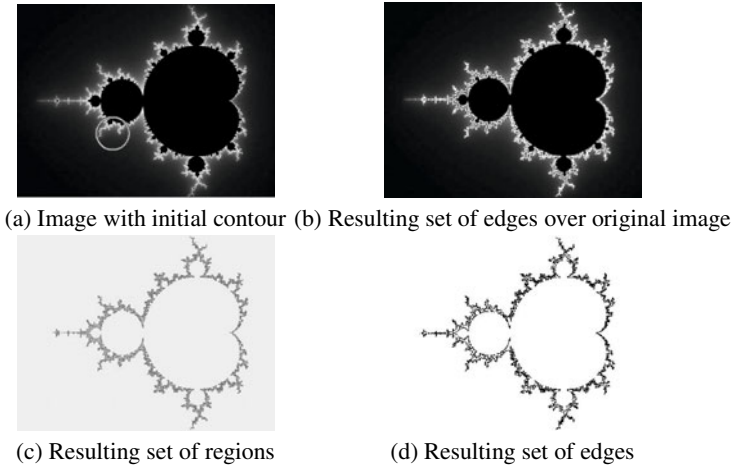 (a) Image with initial contour
(b) Resulting set of edges over original image
(c) Resulting set of regions
(d) Resulting set of edges